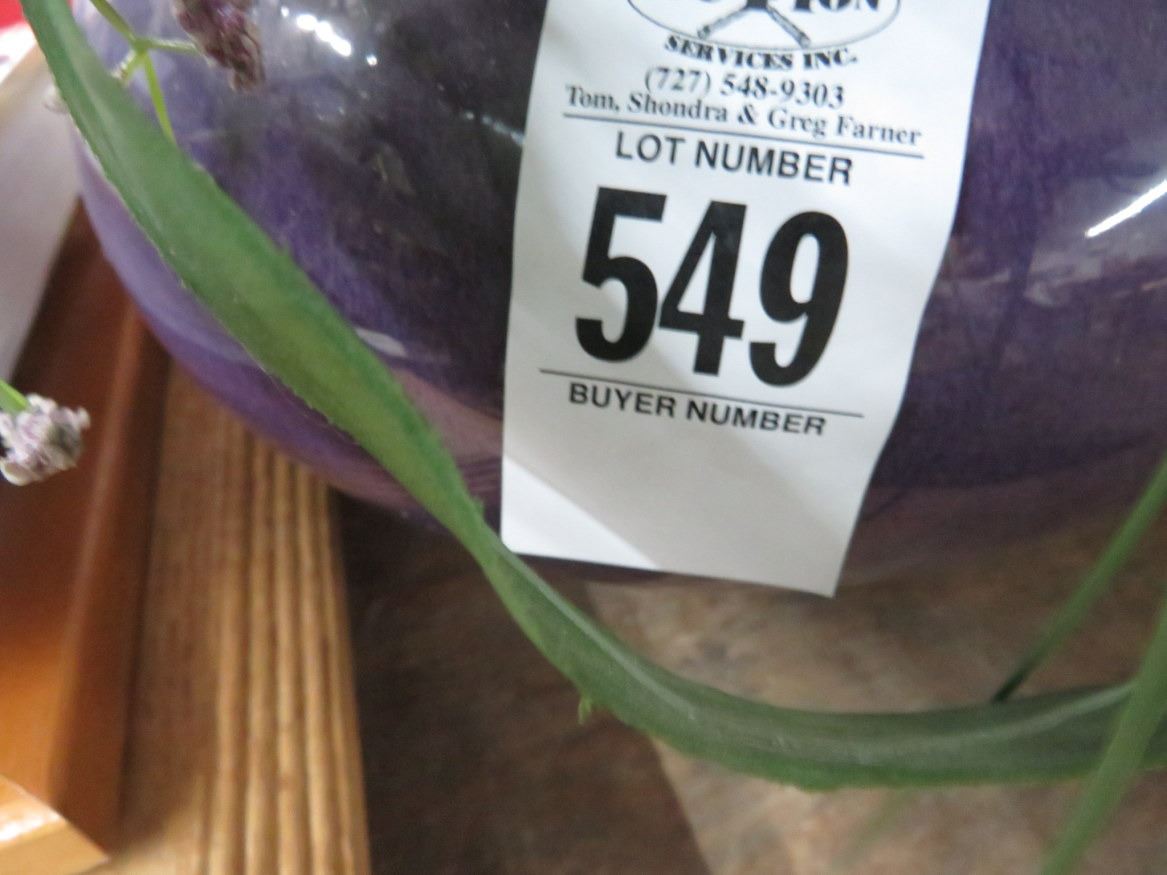 SERVICES INC.
(727) 548-9303
Tom, Shondra & Greg Farner
LOT NUMBER
549
BUYER NUMBER